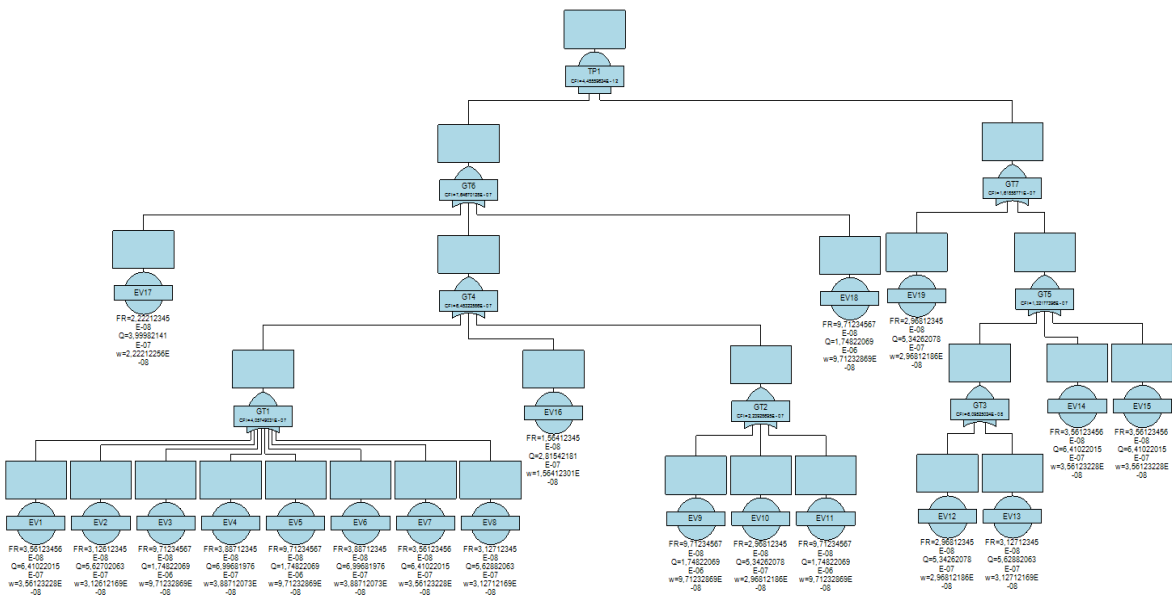 TP1
GT6
GT7
EV17
FR=2,22212345
E-08
Q=3,99982141
E-07
w=2,22212256E
-08
GT4
EV18
FR=9,71234567
E-08
Q=1,74822069
E-06
w=9,71232869E
-08
EV19
FR=2,96812345
E-08
Q=5,34262078
E-07
w=2,96812186E
-08
GT5
GT1
EV16
FR=1,56412345
E-08
Q=2,81542181
E-07
w=1,56412301E
-08
GT2
GT3
EV14
FR=3,56123456
E-08
Q=6,41022015
E-07
w=3,56123228E
-08
EV15
FR=3,56123456
E-08
Q=6,41022015
E-07
w=3,56123228E
-08
EV1
FR=3,56123456
E-08
Q=6,41022015
E-07
w=3,56123228E
-08
EV2
FR=3,12612345
E-08
Q=5,62702063
E-07
w=3,12612169E
-08
EV3
FR=9,71234567
E-08
Q=1,74822069
E-06
w=9,71232869E
-08
EV4
FR=3,88712345
E-08
Q=6,99681976
E-07
w=3,88712073E
-08
EV5
FR=9,71234567
E-08
Q=1,74822069
E-06
w=9,71232869E
-08
EV6
FR=3,88712345
E-08
Q=6,99681976
E-07
w=3,88712073E
-08
EV7
FR=3,56123456
E-08
Q=6,41022015
E-07
w=3,56123228E
-08
EV8
FR=3,12712345
E-08
Q=5,62882063
E-07
w=3,12712169E
-08
EV9
FR=9,71234567
E-08
Q=1,74822069
E-06
w=9,71232869E
-08
EV10
FR=2,96812345
E-08
Q=5,34262078
E-07
w=2,96812186E
-08
EV11
FR=9,71234567
E-08
Q=1,74822069
E-06
w=9,71232869E
-08
EV12
FR=2,96812345
E-08
Q=5,34262078
E-07
w=2,96812186E
-08
EV13
FR=3,12712345
E-08
Q=5,62882063
E-07
w=3,12712169E
-08